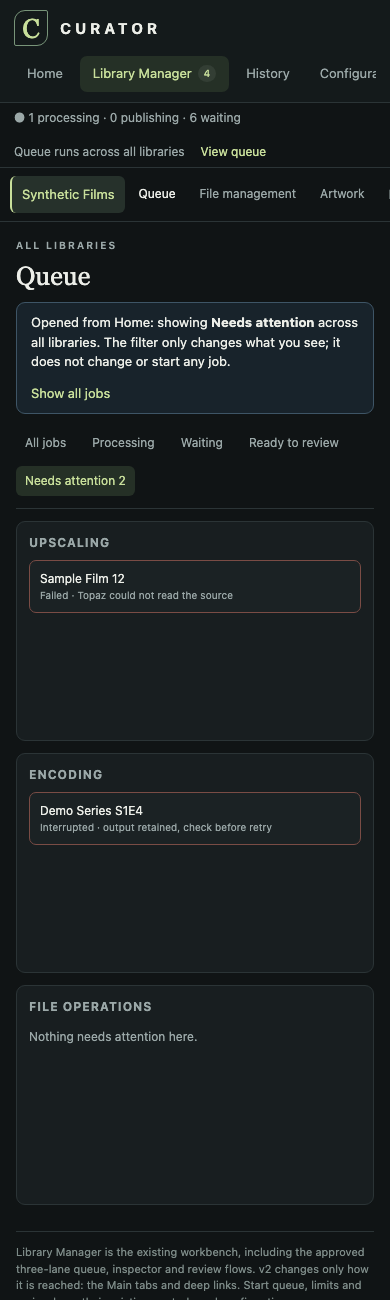 C CURATOR
Home Library Manager 4 History Configura
1 processing · 0 publishing · 6 waiting
Queue runs across all libraries View queue
Synthetic Films Queue File management Artwork
ALL LIBRARIES
Queue
Opened from Home: showing Needs attention across
all libraries. The filter only changes what you see; it
does not change or start any job.
Show all jobs
All jobs Processing Waiting Ready to review
Needs attention 2
UPSCALING
Sample Film 12
Failed · Topaz could not read the source
ENCODING
Demo Series S1E4
Interrupted · output retained, check before retry
FILE OPERATIONS
Nothing needs attention here.
Library Manager is the existing workbench, including the approved
three-lane queue, inspector and review flows. v2 changes only how
it is reached: the Main tabs and deep links. Start queue, limits and